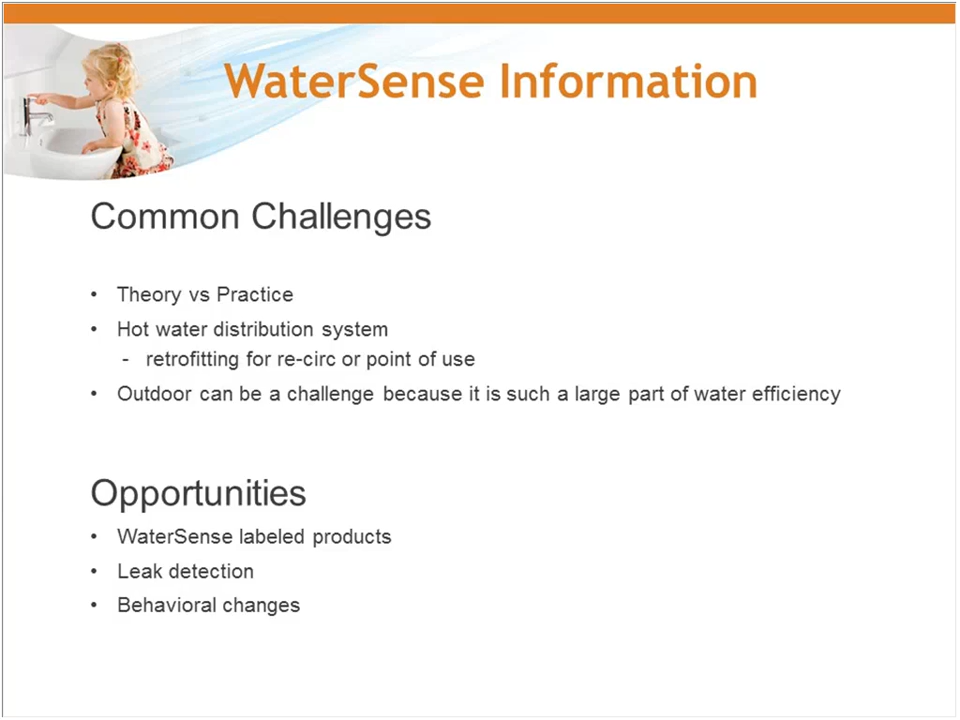 WaterSense Information
Common Challenges
• Theory vs Practice
• Hot water distribution system
- retrofitting for re-circ or point of use
• Outdoor can be a challenge because it is such a large part of water efficiency
Opportunities
• WaterSense labeled products
• Leak detection
• Behavioral changes